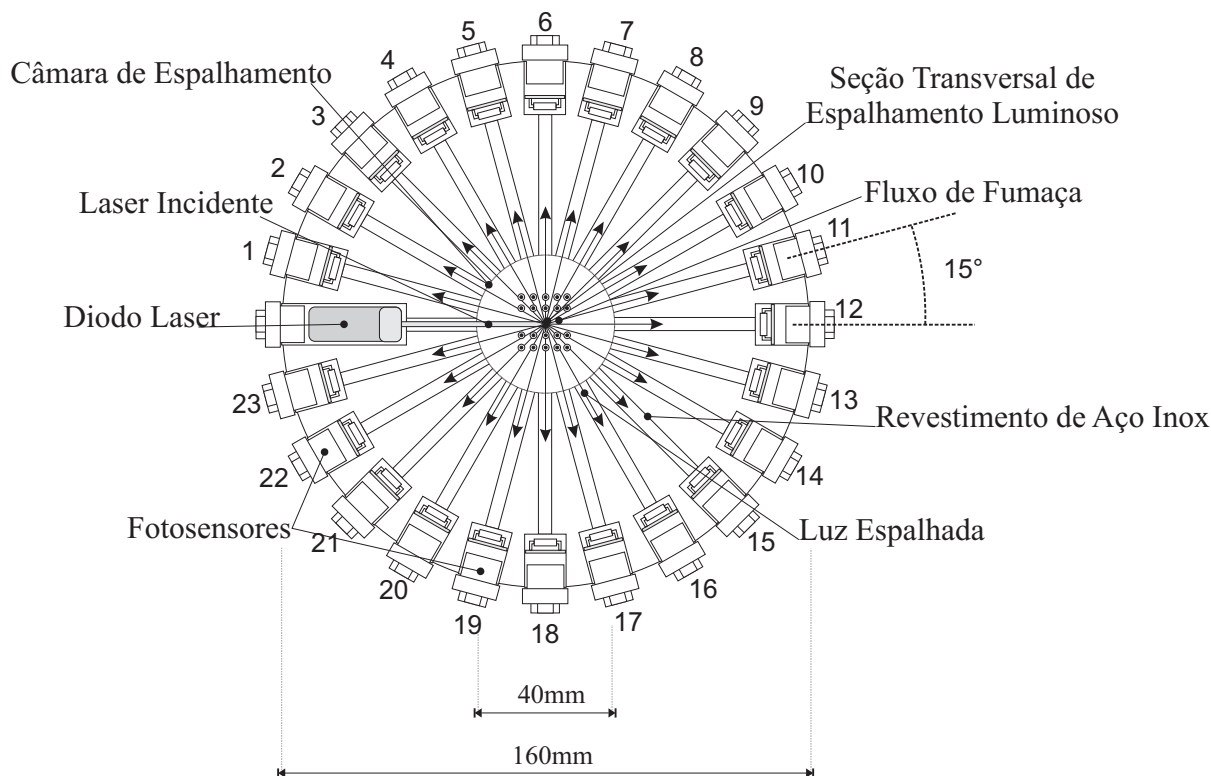 5
6
7
4
8
Câmara de Espalhamento
Seção Transversal de
Espalhamento Luminoso
3
9
2
10
Laser Incidente
Fluxo de Fumaça
11
1
15°
Diodo Laser
12
23
13
Revestimento de Aço Inox
22
14
Fotosensores
21
15
Luz Espalhada
20
16
19
18
17
40mm
160mm